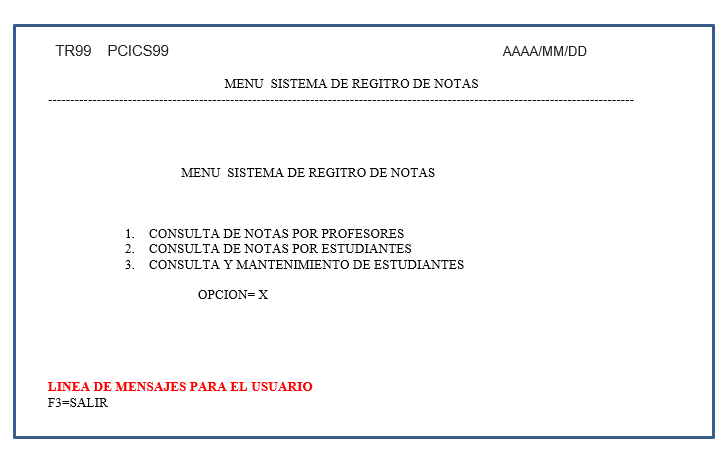 TR99 PCICS99 AAAA/MM/DD
MENU SISTEMA DE REGITRO DE NOTAS
------------------------------------------------------------------------------------------------------------------------------------
MENU SISTEMA DE REGITRO DE NOTAS
1. CONSULTA DE NOTAS POR PROFESORES
2. CONSULTA DE NOTAS POR ESTUDIANTES
3. CONSULTA Y MANTENIMIENTO DE ESTUDIANTES
OPCION= X
LINEA DE MENSAJES PARA EL USUARIO
F3=SALIR